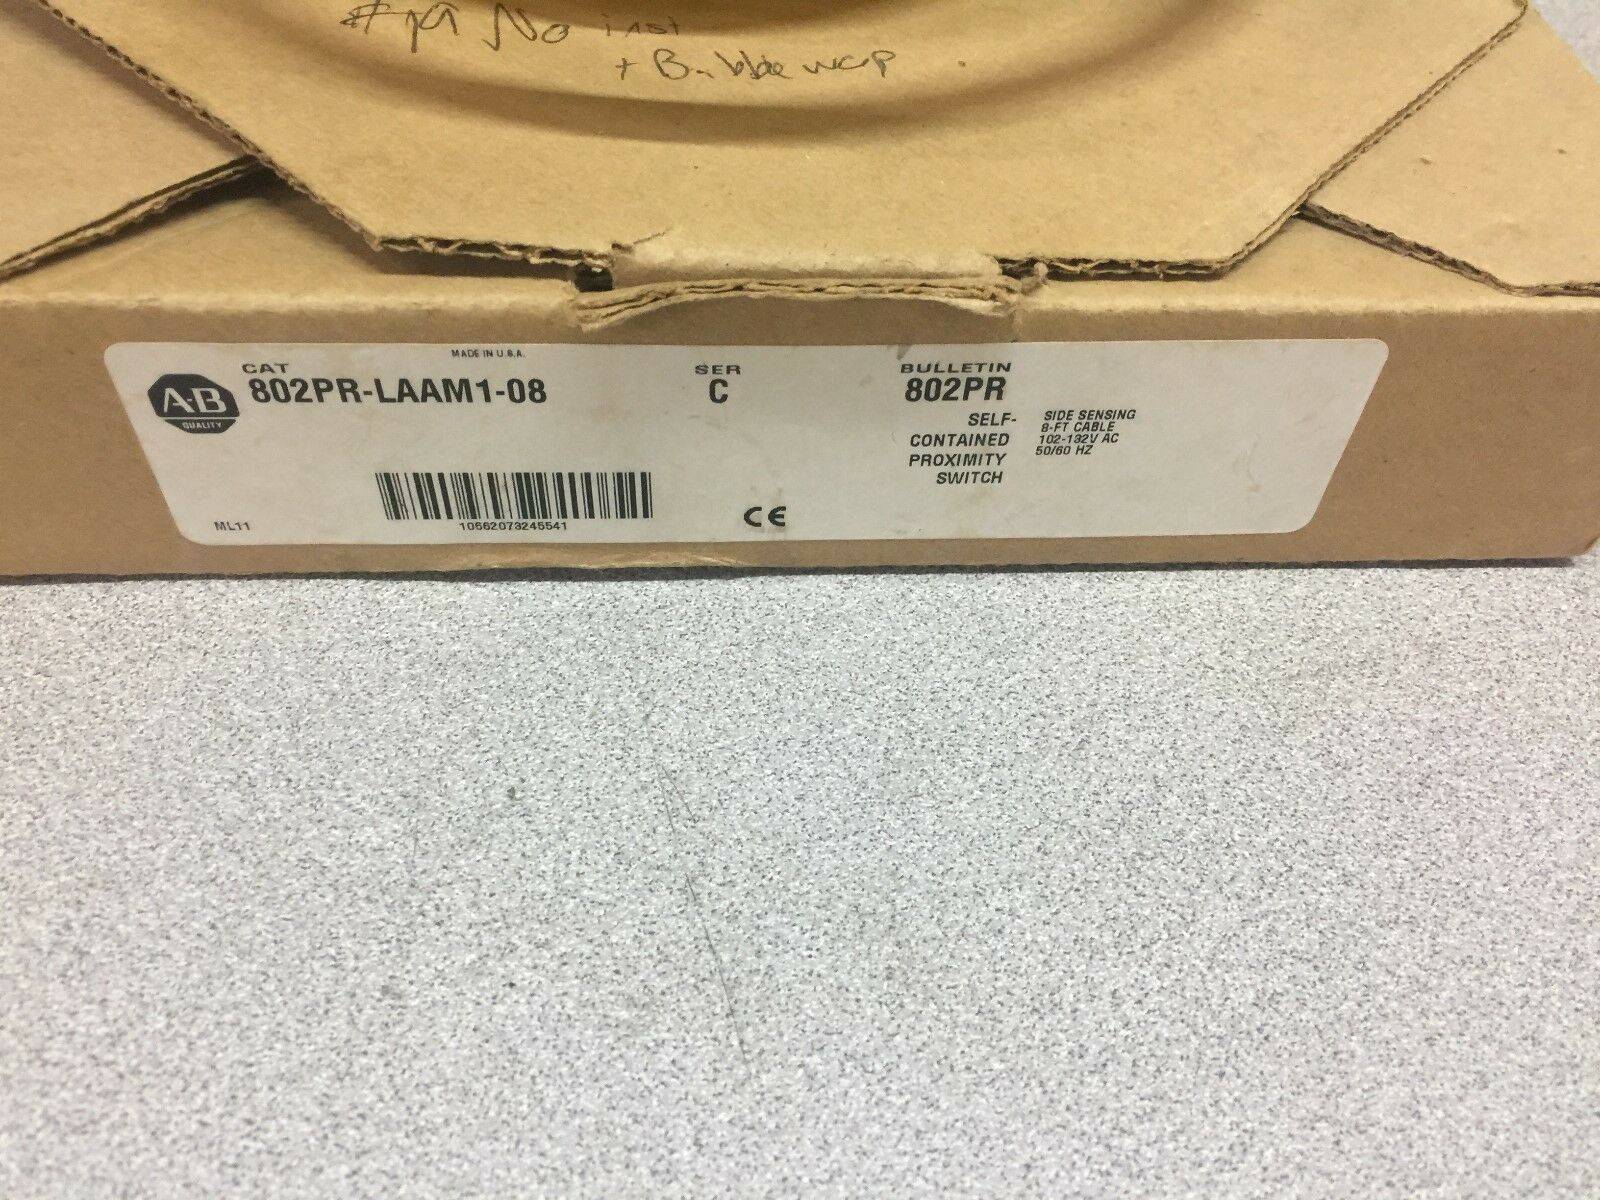 No inst
+ Bubble wrap
MADE IN U.S.A.
CAT
802PR-LAAM1-08
SER
C
BULLETIN
802PR
A-B
QUALITY
SELF-
CONTAINED
PROXIMITY
SWITCH
SIDE SENSING
8-FT CABLE
102-132V AC
50/60 HZ
ML11
10662073245541
CE